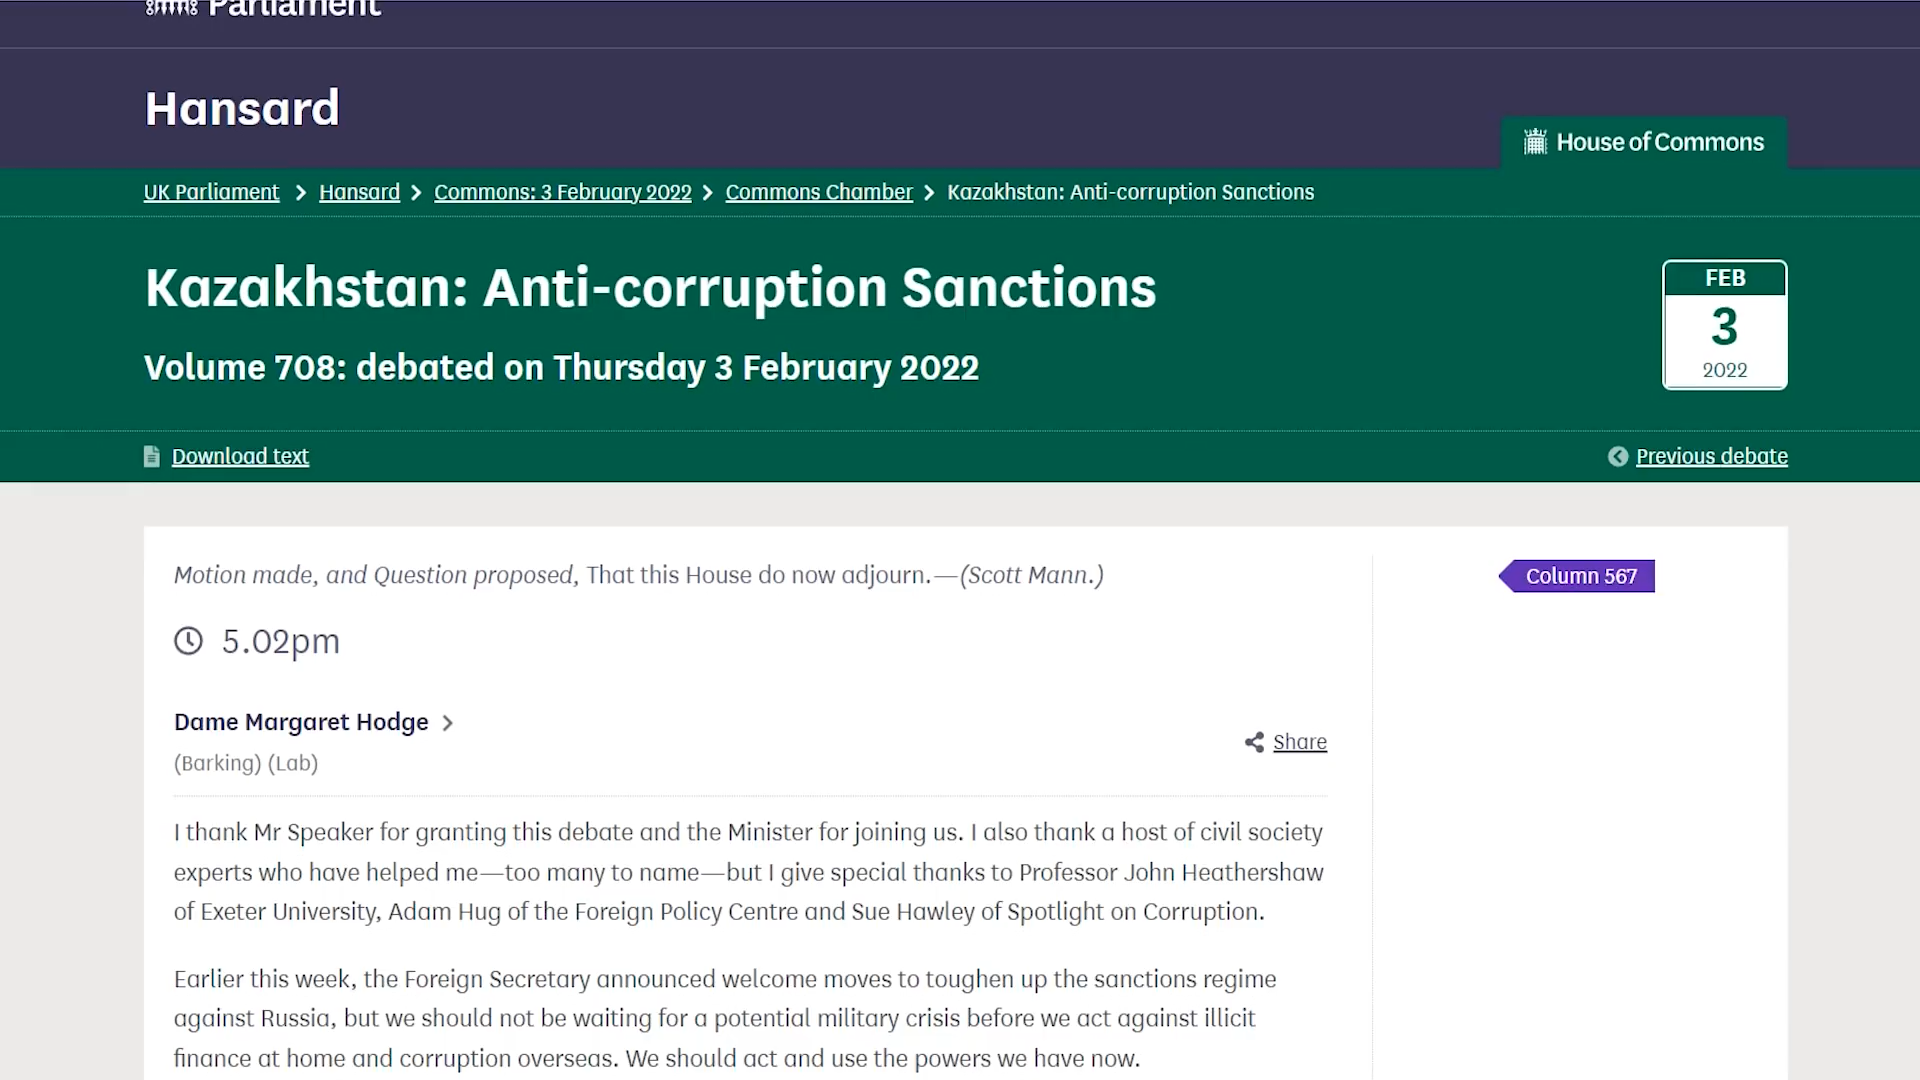 Parliament
Hansard
House of Commons
UK Parliament > Hansard > Commons: 3 February 2022 > Commons Chamber > Kazakhstan: Anti-corruption Sanctions
Kazakhstan: Anti-corruption Sanctions
FEB
3
2022
Volume 708: debated on Thursday 3 February 2022
Download text
Previous debate
Motion made, and Question proposed, That this House do now adjourn.—(Scott Mann.)
Column 567
5.02pm
Dame Margaret Hodge >
(Barking) (Lab)
Share
I thank Mr Speaker for granting this debate and the Minister for joining us. I also thank a host of civil society
experts who have helped me—too many to name—but I give special thanks to Professor John Heathershaw
of Exeter University, Adam Hug of the Foreign Policy Centre and Sue Hawley of Spotlight on Corruption.
Earlier this week, the Foreign Secretary announced welcome moves to toughen up the sanctions regime
against Russia, but we should not be waiting for a potential military crisis before we act against illicit
finance at home and corruption overseas. We should act and use the powers we have now.